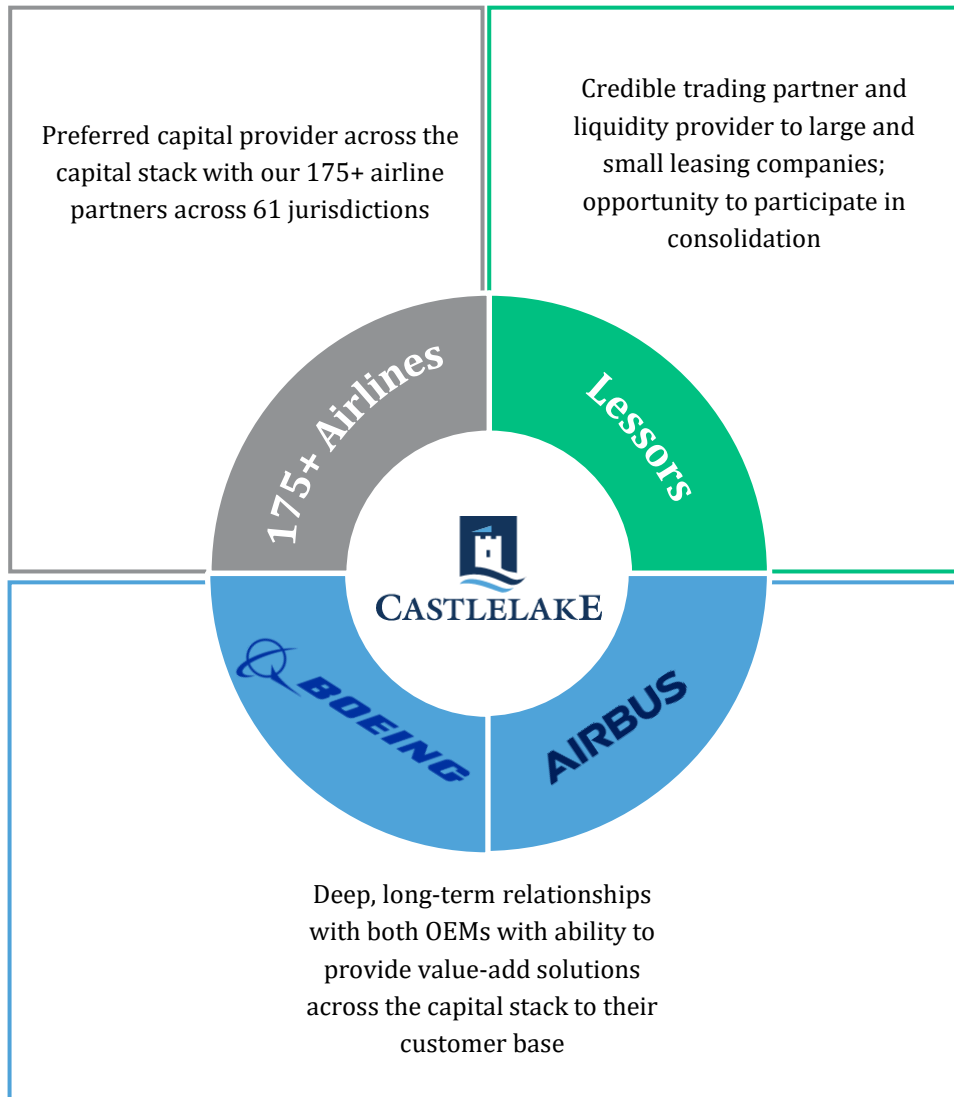 Preferred capital provider across the
capital stack with our 175+ airline
partners across 61 jurisdictions
Credible trading partner and
liquidity provider to large and
small leasing companies;
opportunity to participate in
consolidation
175+ Airlines
Lessors
CASTLELAKE
BOEING
AIRBUS
Deep, long-term relationships
with both OEMs with ability to
provide value-add solutions
across the capital stack to their
customer base